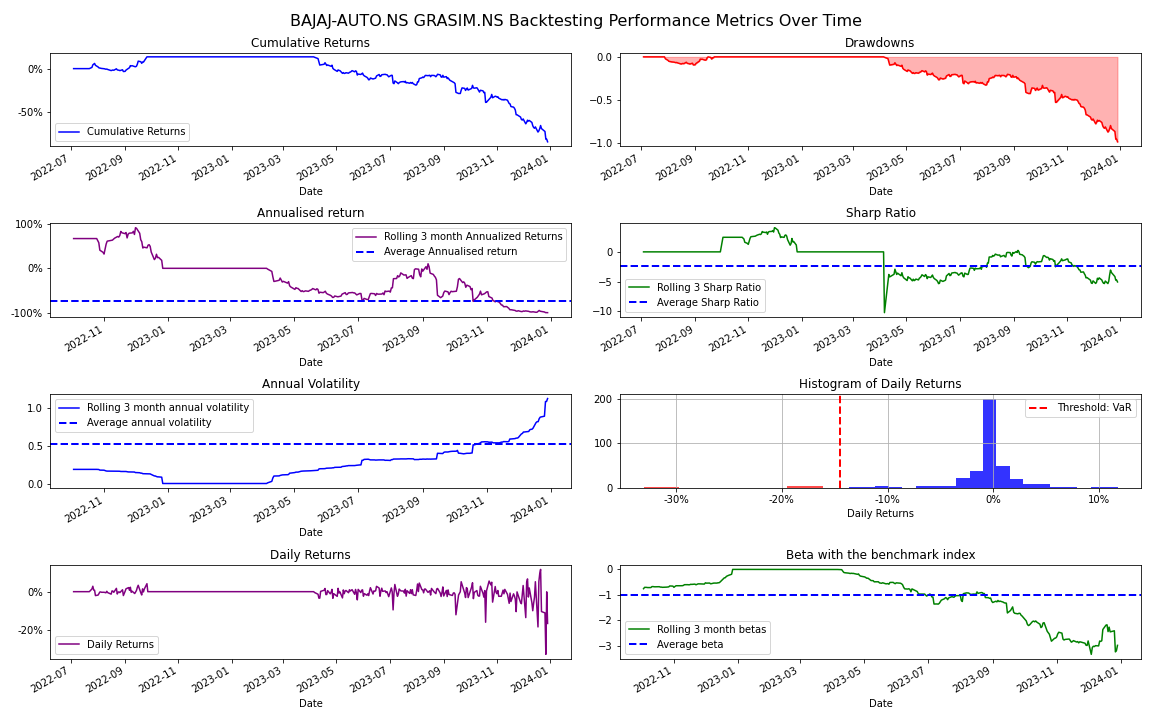 BAJAJ-AUTO.NS GRASIM.NS Backtesting Performance Metrics Over Time
Cumulative Returns
0%
-50%
Cumulative Returns
2022-07 2022-09 2022-11 2023-01 2023-03 2023-05 2023-07 2023-09 2023-11 2024-01
Date
Drawdowns
0.0
−0.5
−1.0
2022-07 2022-09 2022-11 2023-01 2023-03 2023-05 2023-07 2023-09 2023-11 2024-01
Date
Annualised return
100%
0%
-100%
Rolling 3 month Annualized Returns
Average Annualised return
2022-11 2023-01 2023-03 2023-05 2023-07 2023-09 2023-11 2024-01
Date
Sharp Ratio
0
−5
−10
Rolling 3 Sharp Ratio
Average Sharp Ratio
2022-07 2022-09 2022-11 2023-01 2023-03 2023-05 2023-07 2023-09 2023-11 2024-01
Date
Annual Volatility
1.0
0.5
0.0
Rolling 3 month annual volatility
Average annual volatility
2022-11 2023-01 2023-03 2023-05 2023-07 2023-09 2023-11 2024-01
Date
Histogram of Daily Returns
200
100
0
Threshold: VaR
-30% -20% -10% 0% 10%
Daily Returns
Daily Returns
0%
-20%
Daily Returns
2022-07 2022-09 2022-11 2023-01 2023-03 2023-05 2023-07 2023-09 2023-11 2024-01
Date
Beta with the benchmark index
0
−1
−2
−3
Rolling 3 month betas
Average beta
2022-11 2023-01 2023-03 2023-05 2023-07 2023-09 2023-11 2024-01
Date